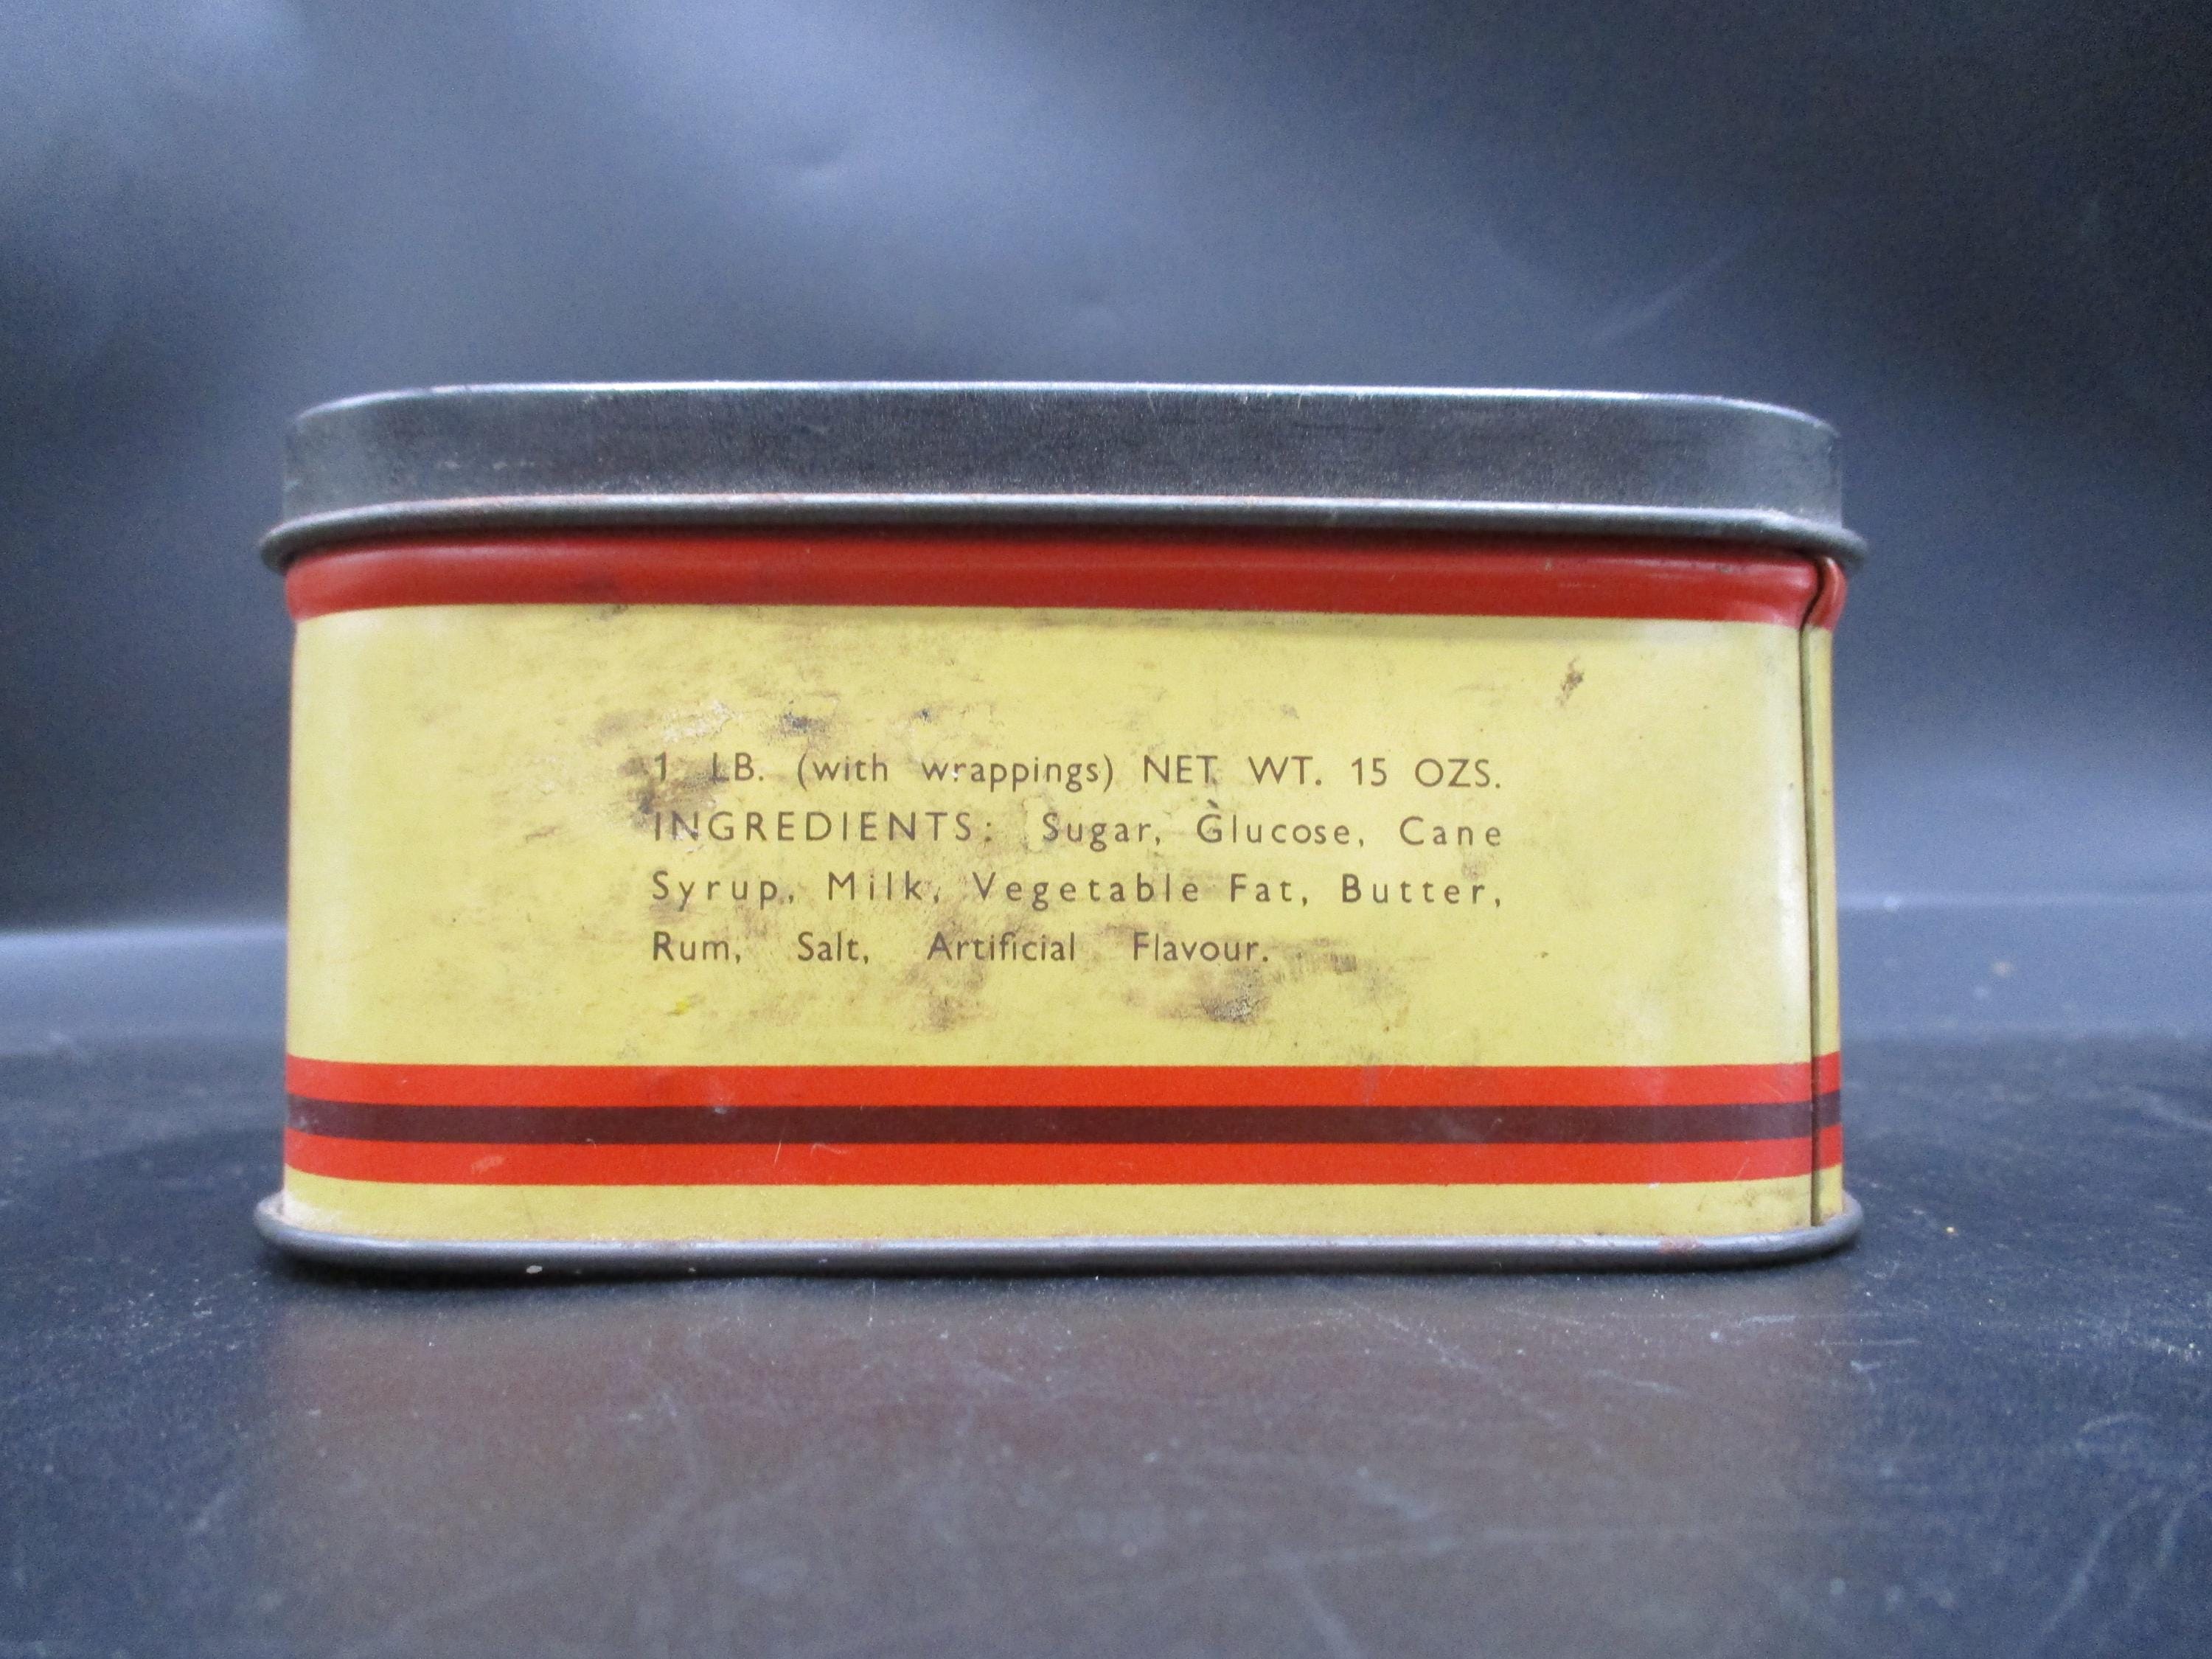 1 LB. (with wrappings) NET. WT. 15 OZS.
INGREDIENTS: Sugar, Glucose, Cane
Syrup, Milk, Vegetable Fat, Butter,
Rum, Salt, Artificial Flavour.